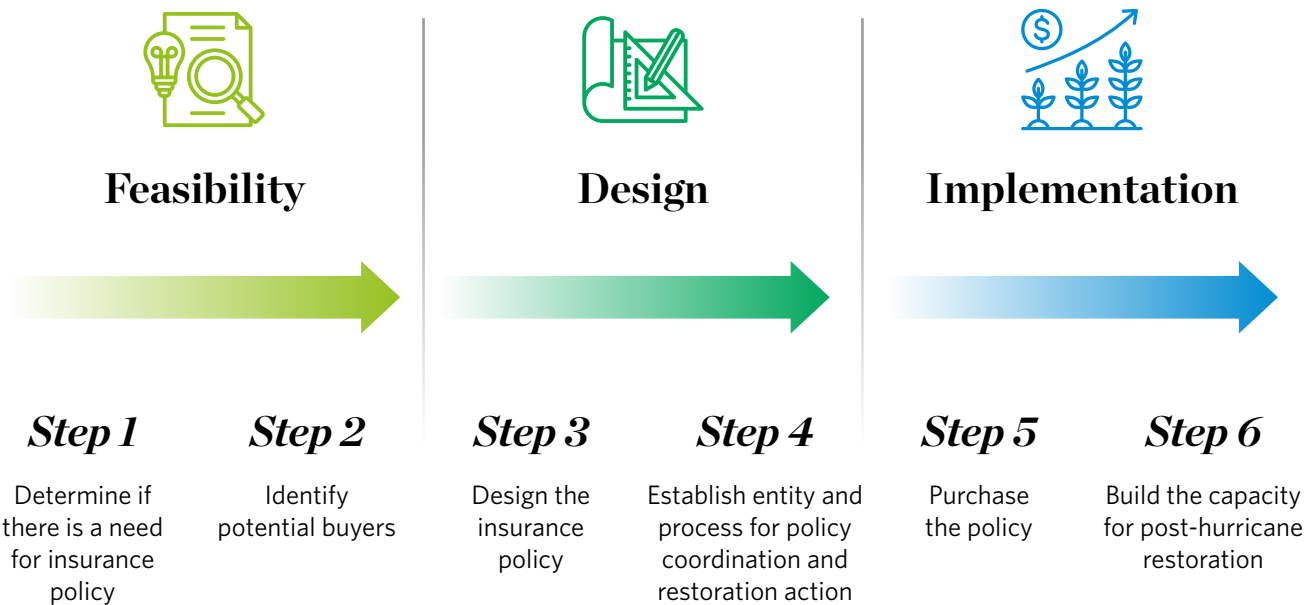 $
Feasibility
Design
Implementation
Step 1
Determine if
there is a need
for insurance
policy
Step 2
Identify
potential buyers
Step 3
Design the
insurance
policy
Step 4
Establish entity and
process for policy
coordination and
restoration action
Step 5
Purchase
the policy
Step 6
Build the capacity
for post-hurricane
restoration